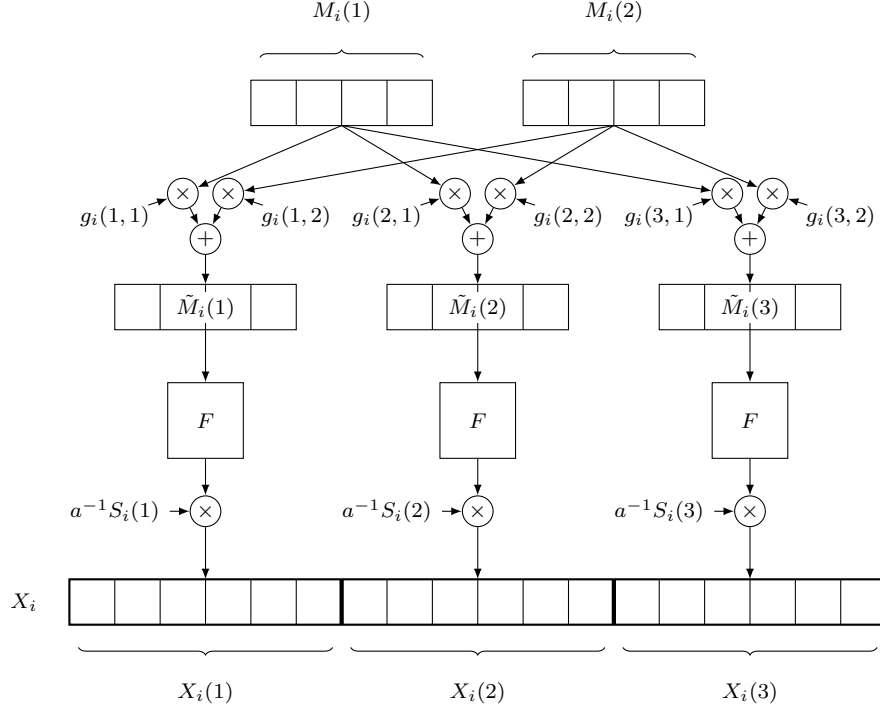 M_i(1) M_i(2)
× × × × × ×
g_i(1, 1) g_i(1, 2) g_i(2, 1) g_i(2, 2) g_i(3, 1) g_i(3, 2)
+ + +
M̃_i(1) M̃_i(2) M̃_i(3)
F F F
a^{-1}S_i(1) × a^{-1}S_i(2) × a^{-1}S_i(3) ×
X_i
X_i(1) X_i(2) X_i(3)